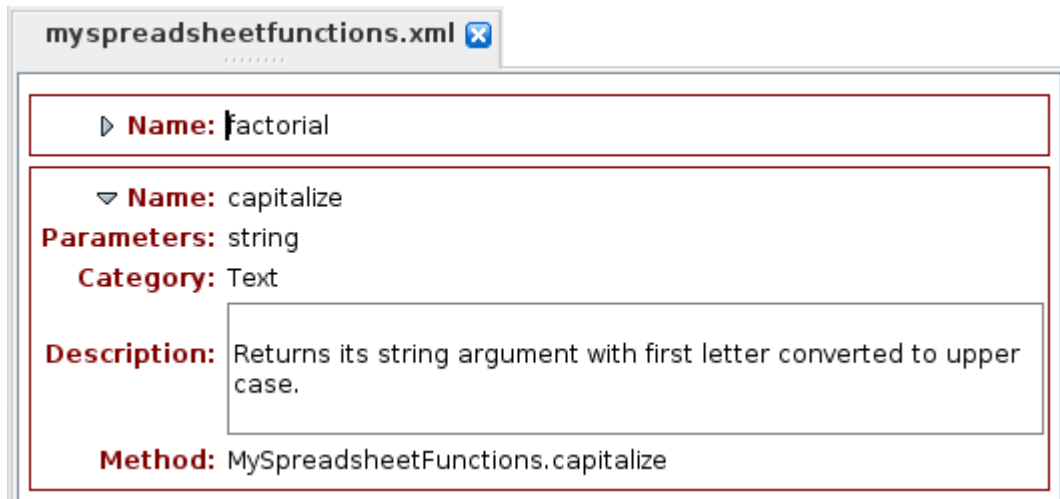 myspreadsheetfunctions.xml
Name: factorial
Name: capitalize
Parameters: string
Category: Text
Description: Returns its string argument with first letter converted to upper
case.
Method: MySpreadsheetFunctions.capitalize